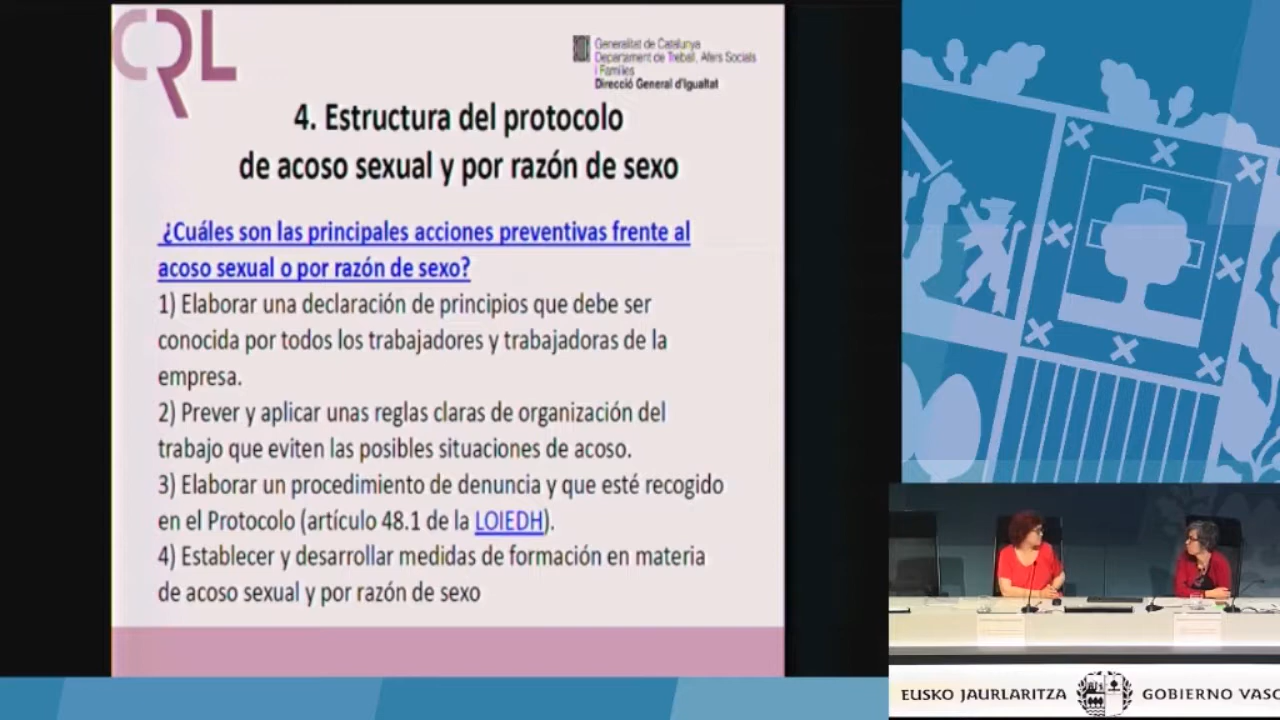 CRL
Generalitat de Catalunya
Departament de Treball, Afers Socials
i Famílies
Direcció General d'Igualtat
4. Estructura del protocolo
de acoso sexual y por razón de sexo
¿Cuáles son las principales acciones preventivas frente al
acoso sexual o por razón de sexo?
1) Elaborar una declaración de principios que debe ser
conocida por todos los trabajadores y trabajadoras de la
empresa.
2) Prever y aplicar unas reglas claras de organización del
trabajo que eviten las posibles situaciones de acoso.
3) Elaborar un procedimiento de denuncia y que esté recogido
en el Protocolo (artículo 48.1 de la LOIEDH).
4) Establecer y desarrollar medidas de formación en materia
de acoso sexual y por razón de sexo
EUSKO JAURLARITZA GOBIERNO VASC